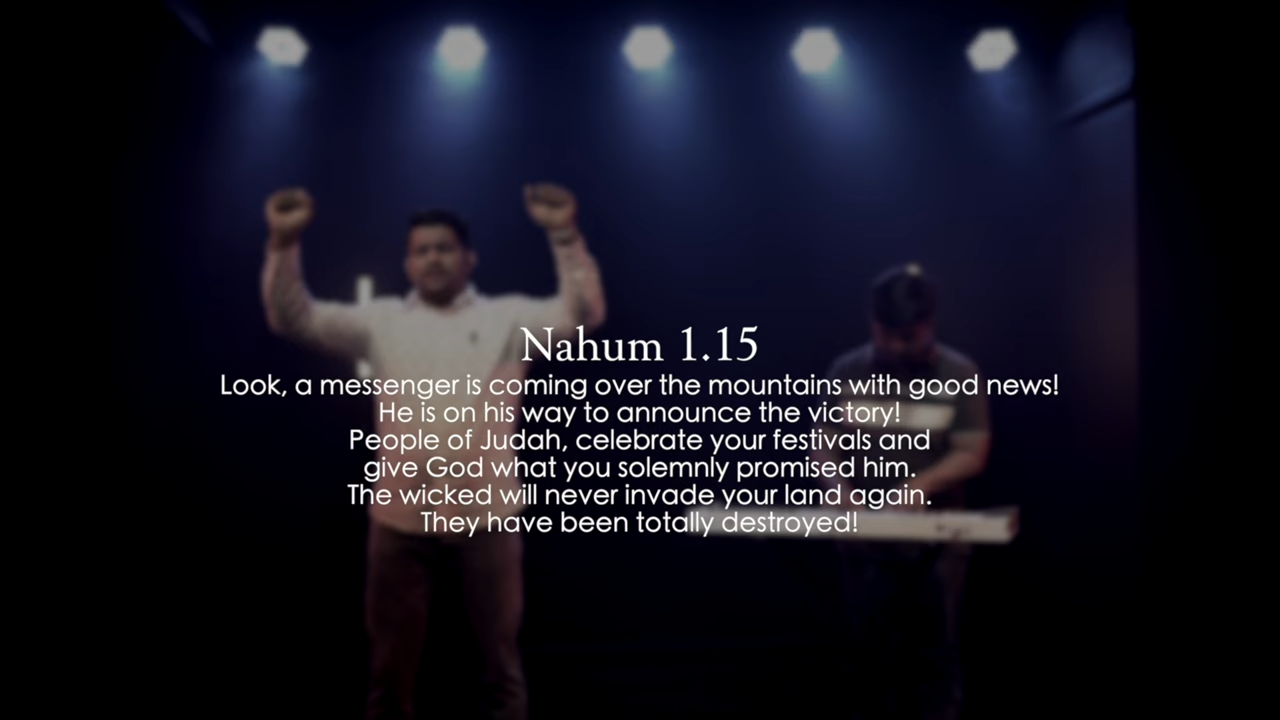 Nahum 1.15
Look, a messenger is coming over the mountains with good news!
He is on his way to announce the victory!
People of Judah, celebrate your festivals and
give God what you solemnly promised him.
The wicked will never invade your land again.
They have been totally destroyed!